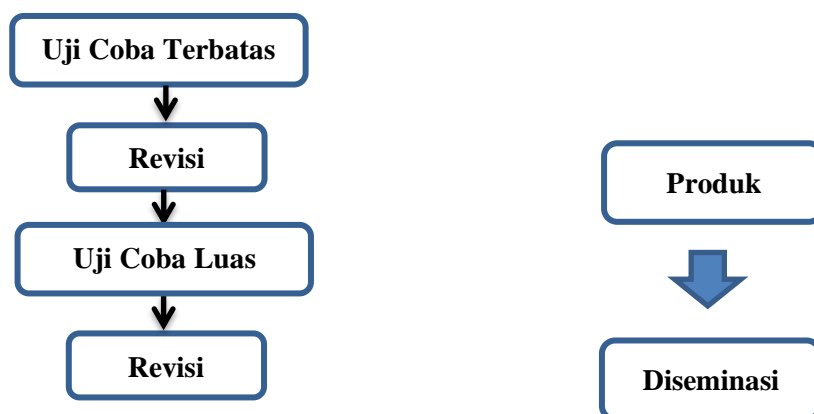 Uji Coba Terbatas
Revisi
Uji Coba Luas
Revisi
Produk
Diseminasi